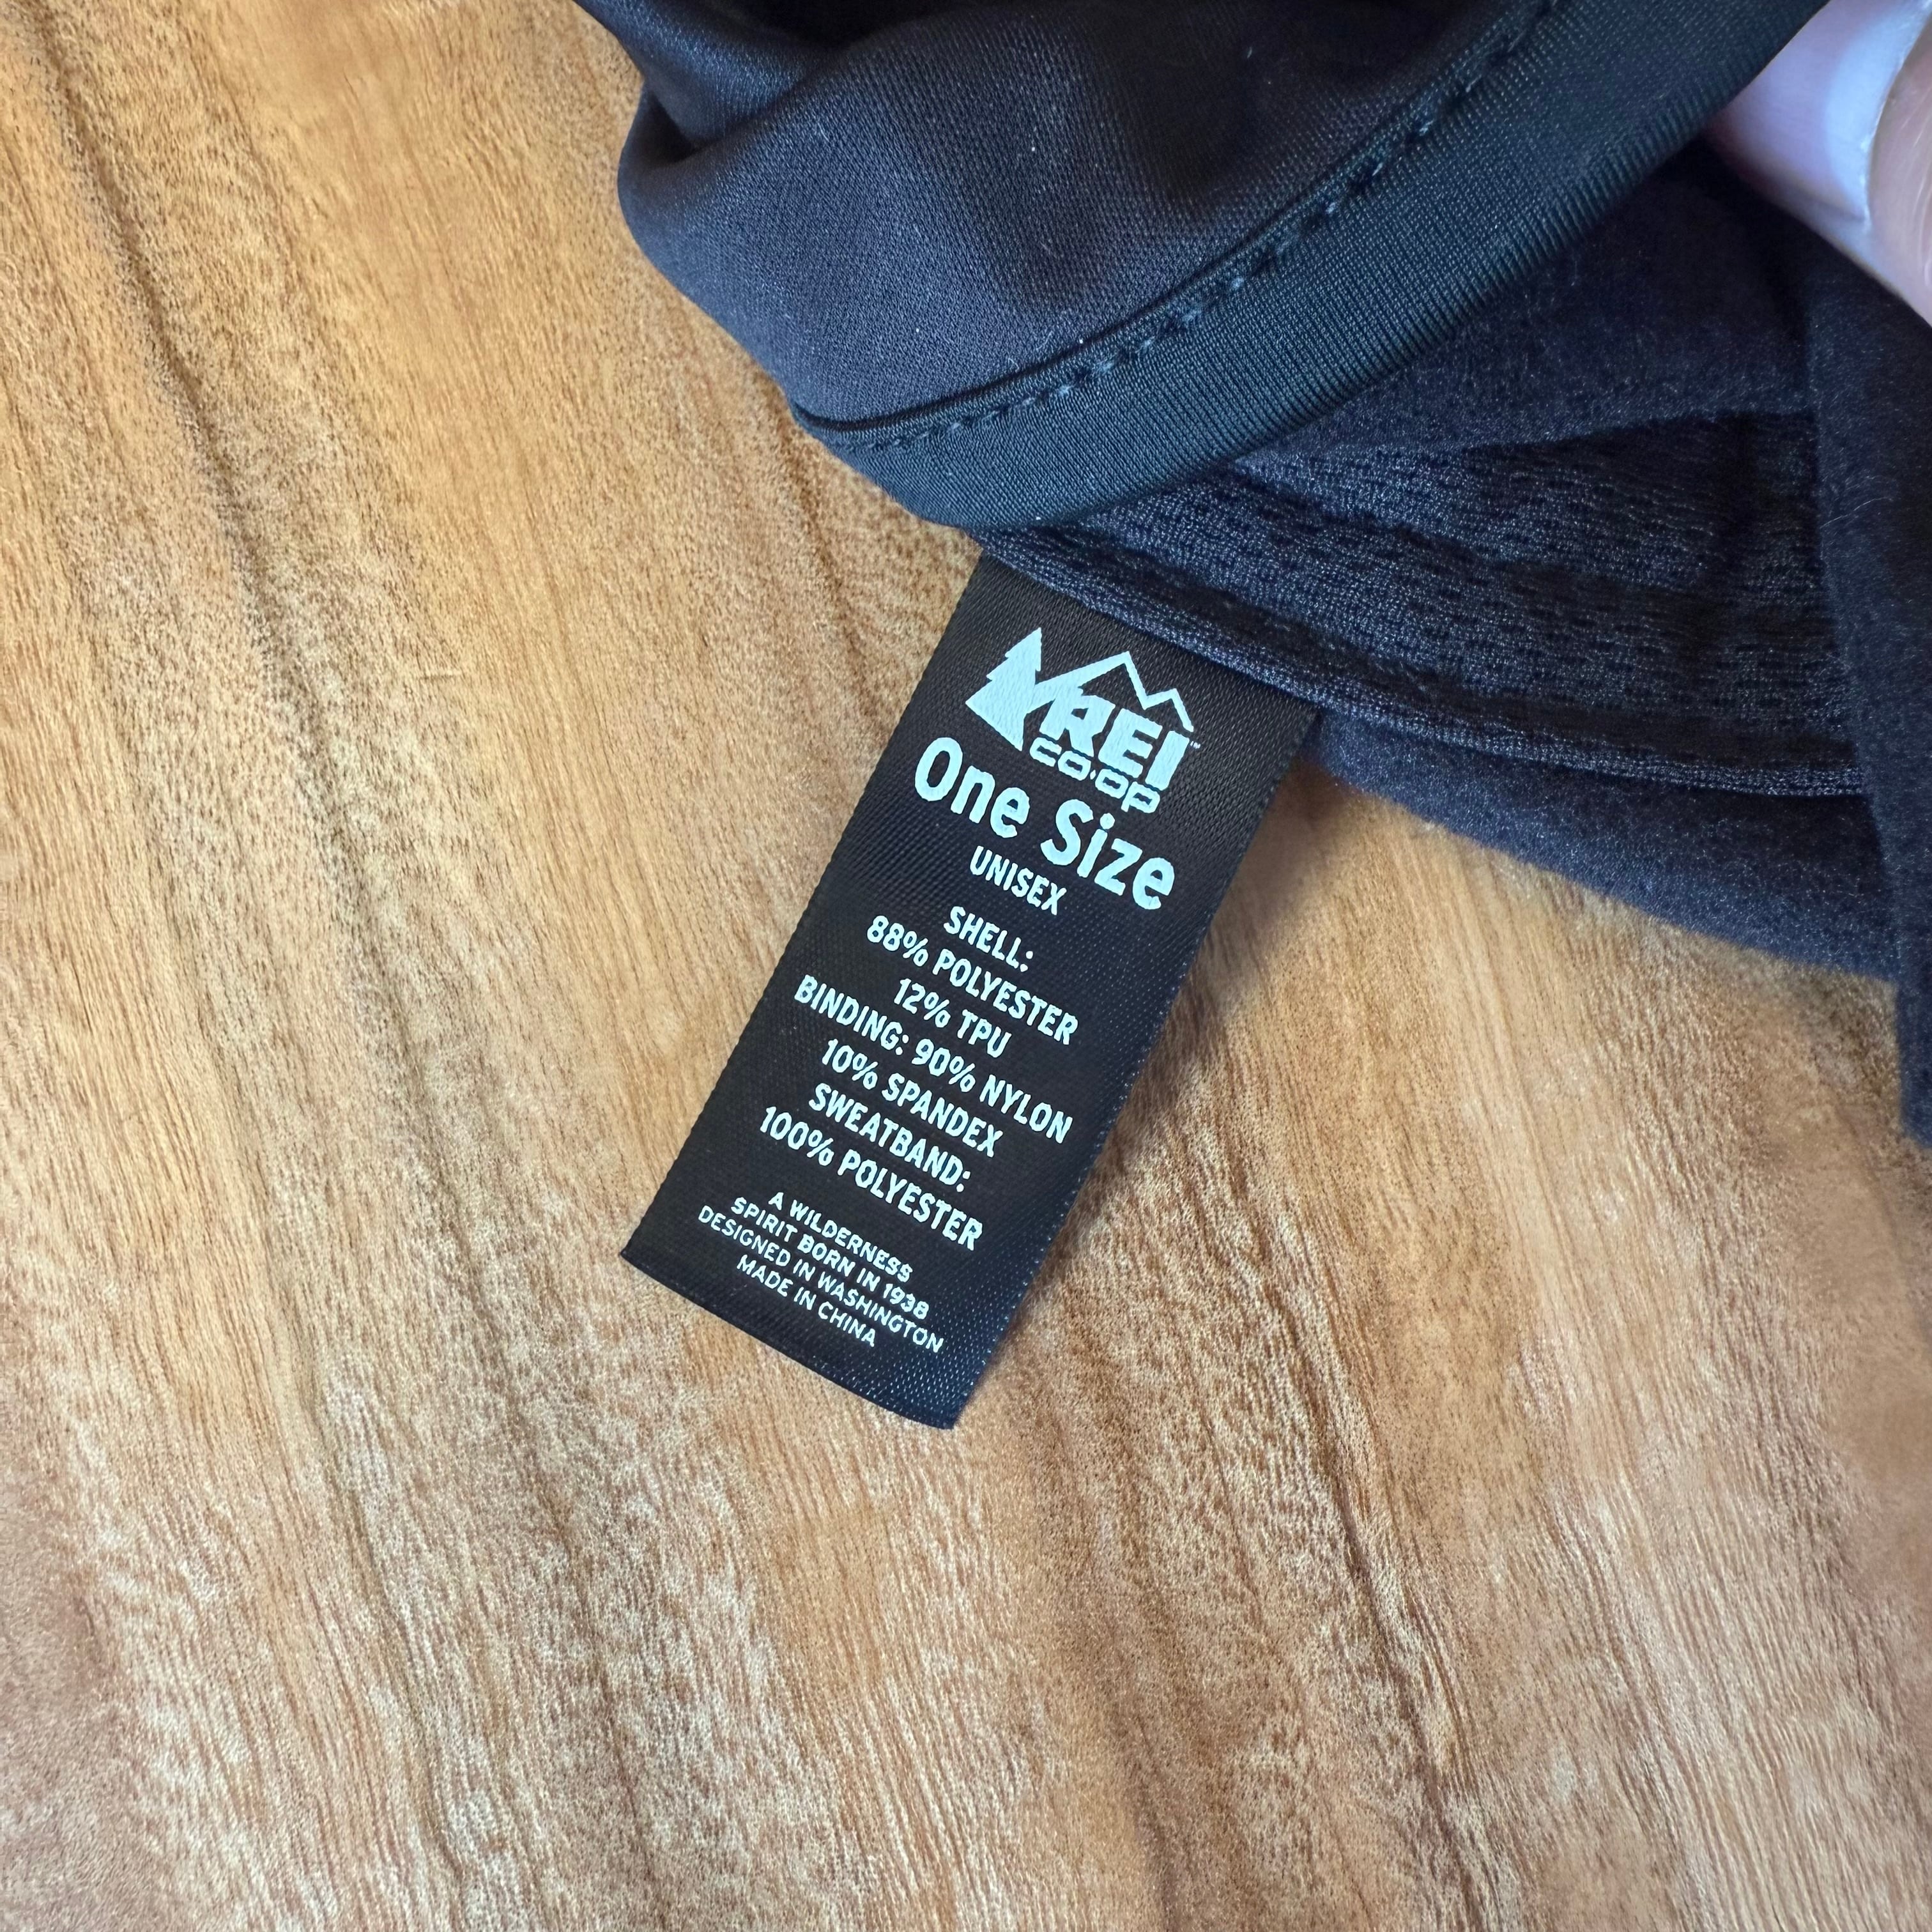 REI
CO·OP
One Size
UNISEX
SHELL:
88% POLYESTER
12% TPU
BINDING: 90% NYLON
10% SPANDEX
SWEATBAND:
100% POLYESTER
A WILDERNESS
SPIRIT BORN IN 1938
DESIGNED IN WASHINGTON
MADE IN CHINA